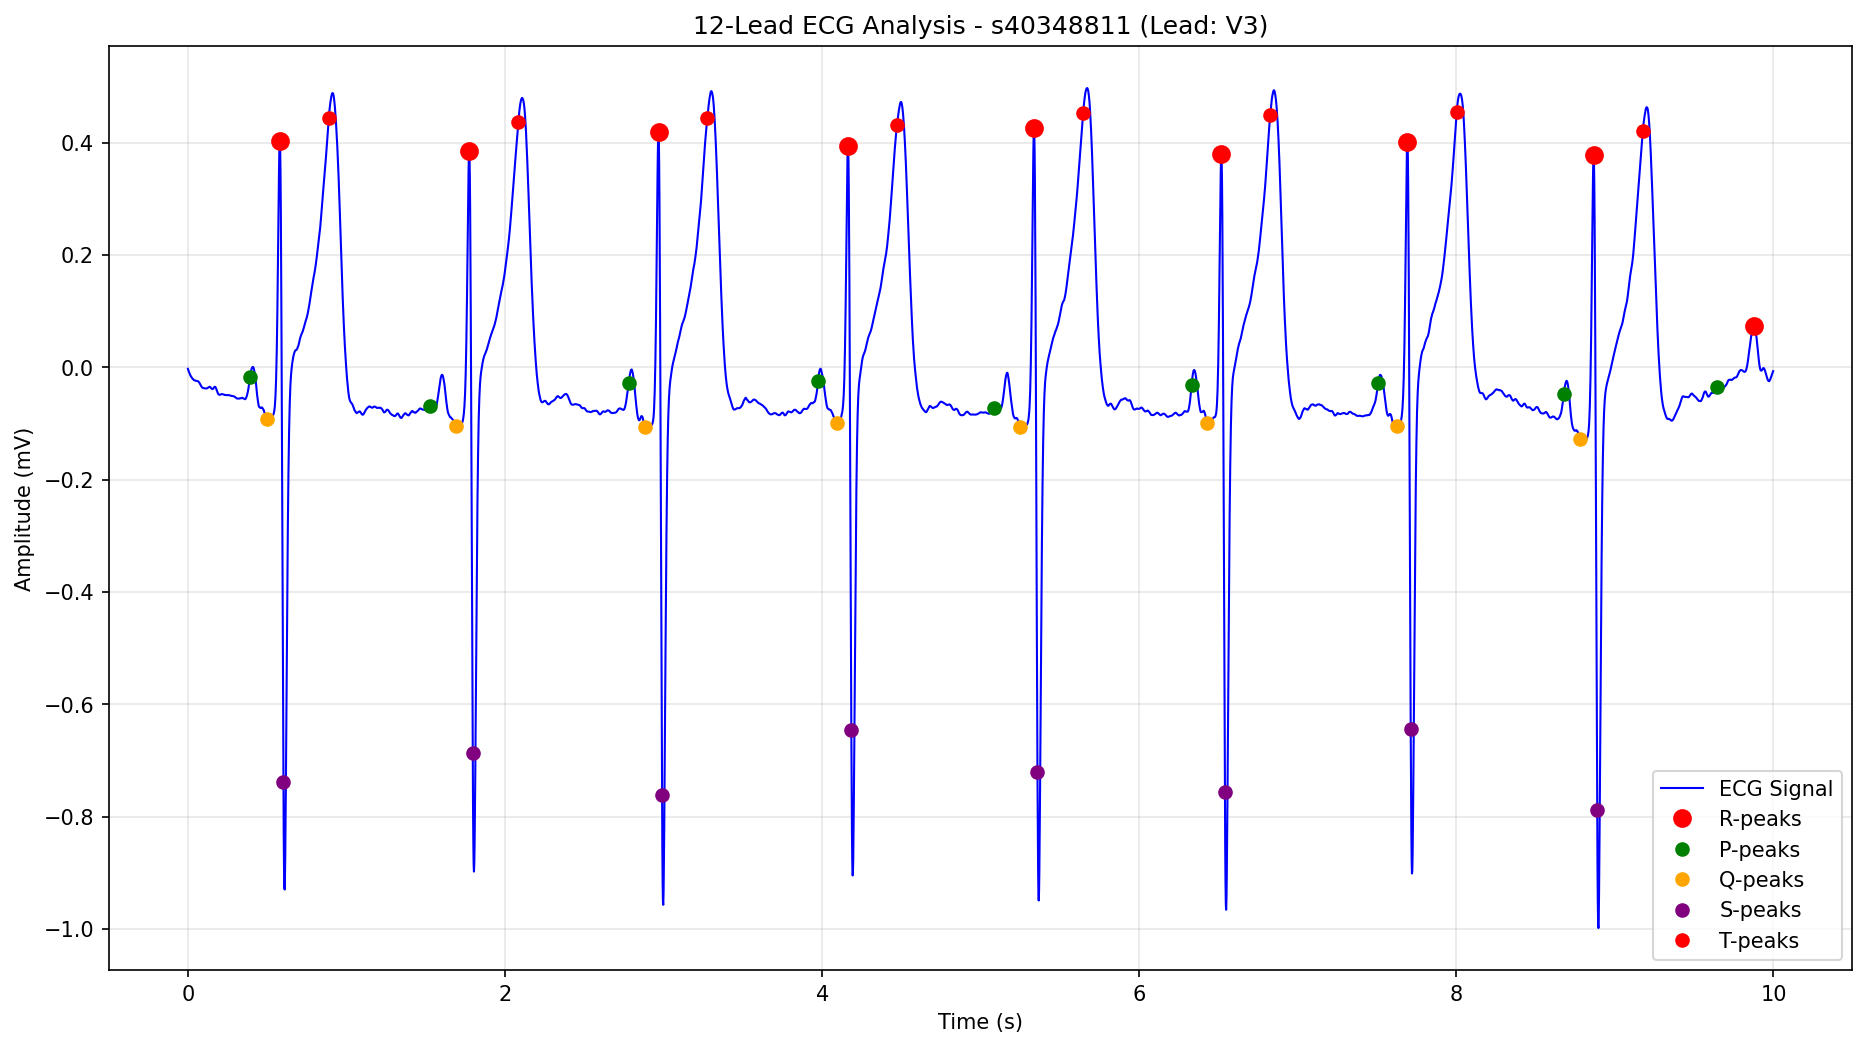 12-Lead ECG Analysis - s40348811 (Lead: V3)
Amplitude (mV)
0.4
0.2
0.0
−0.2
−0.4
−0.6
−0.8
−1.0
0 2 4 6 8 10
Time (s)
ECG Signal
R-peaks
P-peaks
Q-peaks
S-peaks
T-peaks